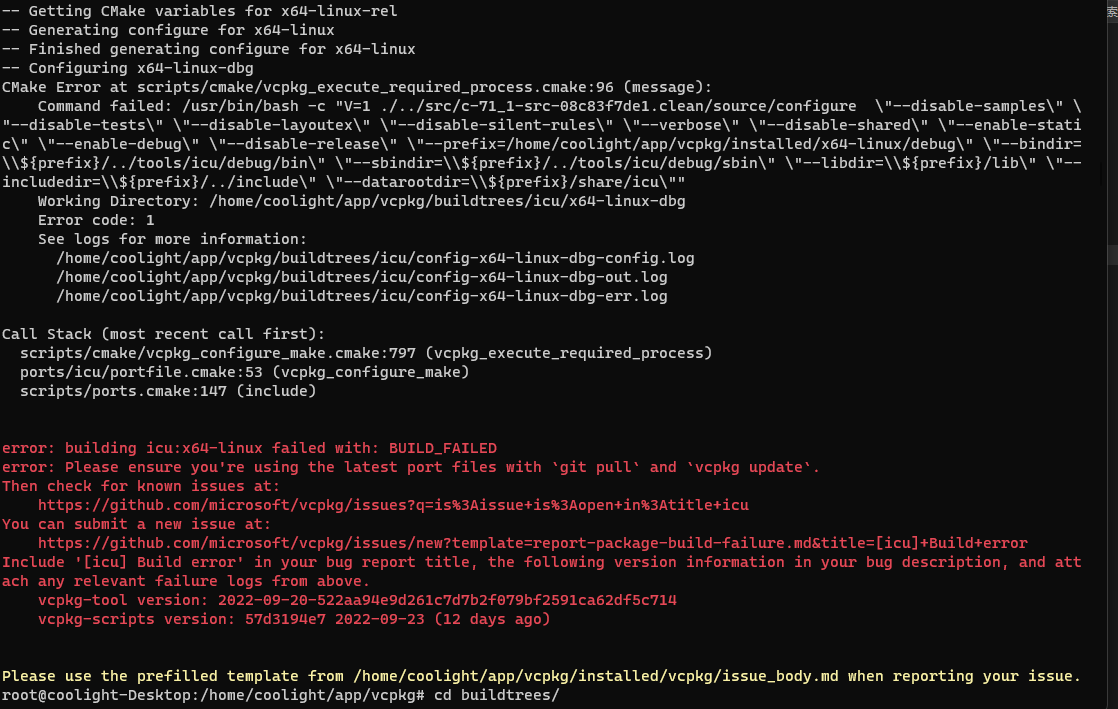 -- Getting CMake variables for x64-linux-rel
-- Generating configure for x64-linux
-- Finished generating configure for x64-linux
-- Configuring x64-linux-dbg
CMake Error at scripts/cmake/vcpkg_execute_required_process.cmake:96 (message):
    Command failed: /usr/bin/bash -c "V=1 ./../src/c-71_1-src-08c83f7de1.clean/source/configure  \"--disable-samples\" \
"--disable-tests\" \"--disable-layoutex\" \"--disable-silent-rules\" \"--verbose\" \"--disable-shared\" \"--enable-stati
c\" \"--enable-debug\" \"--disable-release\" \"--prefix=/home/coolight/app/vcpkg/installed/x64-linux/debug\" \"--bindir=
\\${prefix}/../tools/icu/debug/bin\" \"--sbindir=\\${prefix}/../tools/icu/debug/sbin\" \"--libdir=\\${prefix}/lib\" \"--
includedir=\\${prefix}/../include\" \"--datarootdir=\\${prefix}/share/icu\""
    Working Directory: /home/coolight/app/vcpkg/buildtrees/icu/x64-linux-dbg
    Error code: 1
    See logs for more information:
      /home/coolight/app/vcpkg/buildtrees/icu/config-x64-linux-dbg-config.log
      /home/coolight/app/vcpkg/buildtrees/icu/config-x64-linux-dbg-out.log
      /home/coolight/app/vcpkg/buildtrees/icu/config-x64-linux-dbg-err.log
Call Stack (most recent call first):
  scripts/cmake/vcpkg_configure_make.cmake:797 (vcpkg_execute_required_process)
  ports/icu/portfile.cmake:53 (vcpkg_configure_make)
  scripts/ports.cmake:147 (include)
error: building icu:x64-linux failed with: BUILD_FAILED
error: Please ensure you're using the latest port files with `git pull` and `vcpkg update`.
Then check for known issues at:
    https://github.com/microsoft/vcpkg/issues?q=is%3Aissue+is%3Aopen+in%3Atitle+icu
You can submit a new issue at:
    https://github.com/microsoft/vcpkg/issues/new?template=report-package-build-failure.md&title=[icu]+Build+error
Include '[icu] Build error' in your bug report title, the following version information in your bug description, and att
ach any relevant failure logs from above.
    vcpkg-tool version: 2022-09-20-522aa94e9d261c7d7b2f079bf2591ca62df5c714
    vcpkg-scripts version: 57d3194e7 2022-09-23 (12 days ago)
Please use the prefilled template from /home/coolight/app/vcpkg/installed/vcpkg/issue_body.md when reporting your issue.
root@coolight-Desktop:/home/coolight/app/vcpkg# cd buildtrees/
索